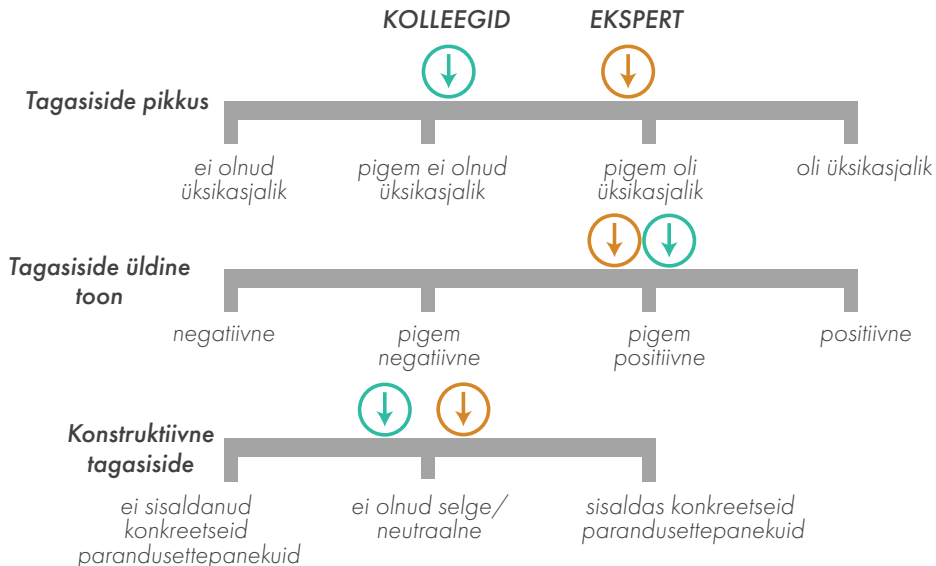 KOLLEEGID
EKSPERT
Tagasiside pikkus
ei olnud
üksikasjalik
pigem ei olnud
üksikasjalik
pigem oli
üksikasjalik
oli üksikasjalik
Tagasiside üldine
toon
negatiivne
pigem
negatiivne
pigem
positiivne
positiivne
Konstruktiivne
tagasiside
ei sisaldanud
konkreetseid
parandusettepanekuid
ei olnud selge/
neutraalne
sisaldas konkreetseid
parandusettepanekuid